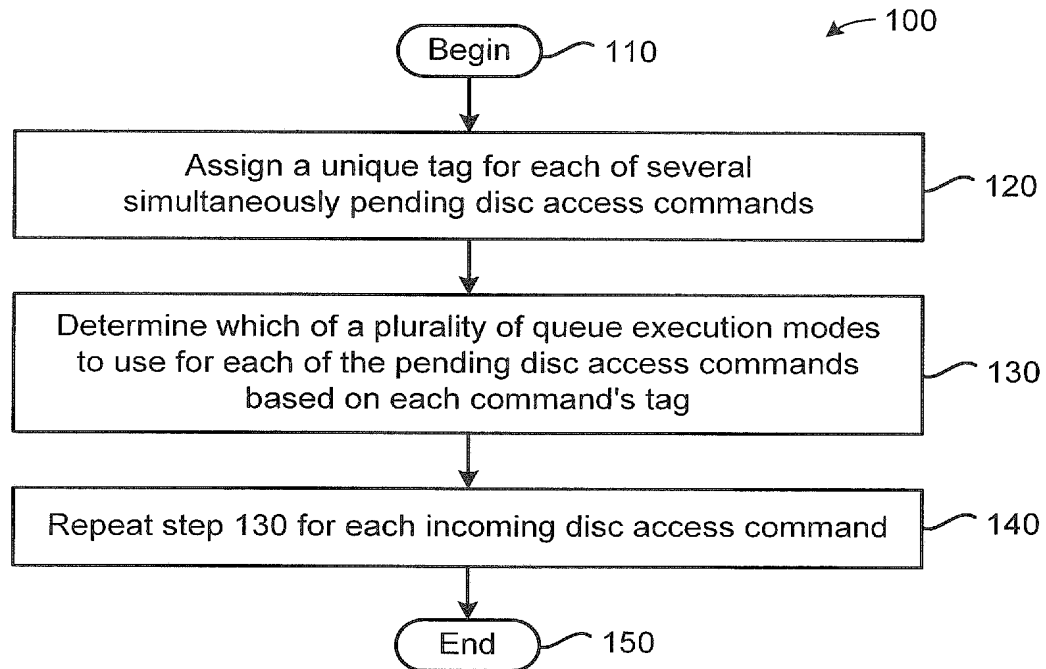 100
Begin
110
Assign a unique tag for each of several
simultaneously pending disc access commands
120
Determine which of a plurality of queue execution modes
to use for each of the pending disc access commands
based on each command's tag
130
Repeat step 130 for each incoming disc access command
140
End
150